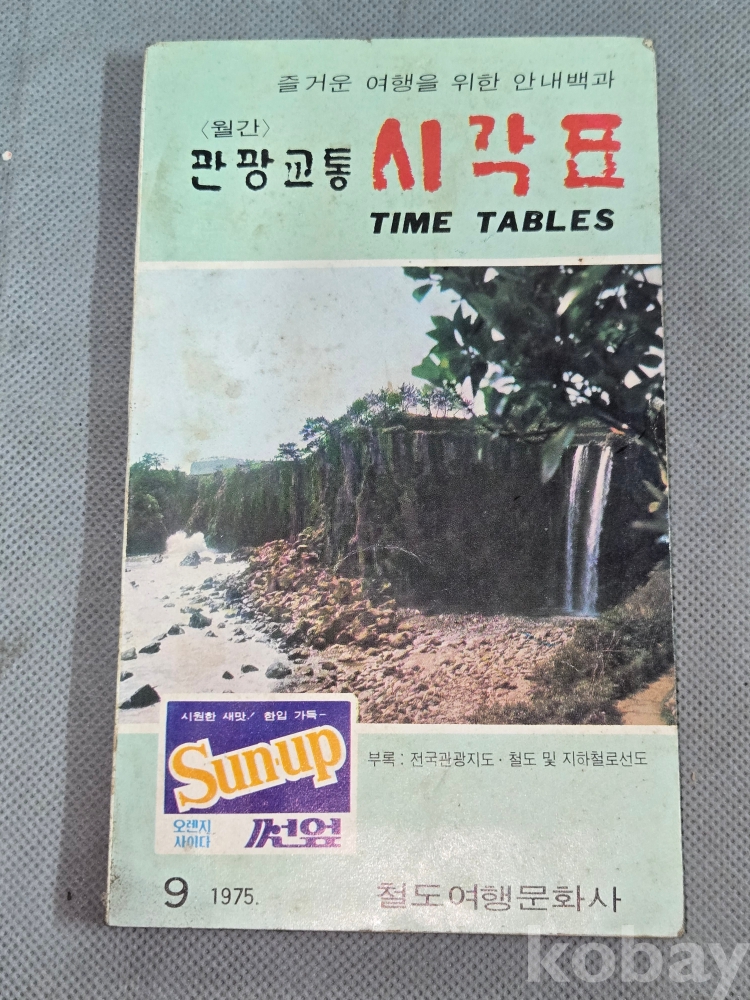 즐거운 여행을 위한 안내백과
〈월간〉
관광교통 시각표
TIME TABLES
시원한 새맛! 한입 가득-
Sun-up
오렌지
사이다
써니엎
부록 : 전국관광지도 · 철도 및 지하철로선도
9 1975.
철도여행문화사
kobay